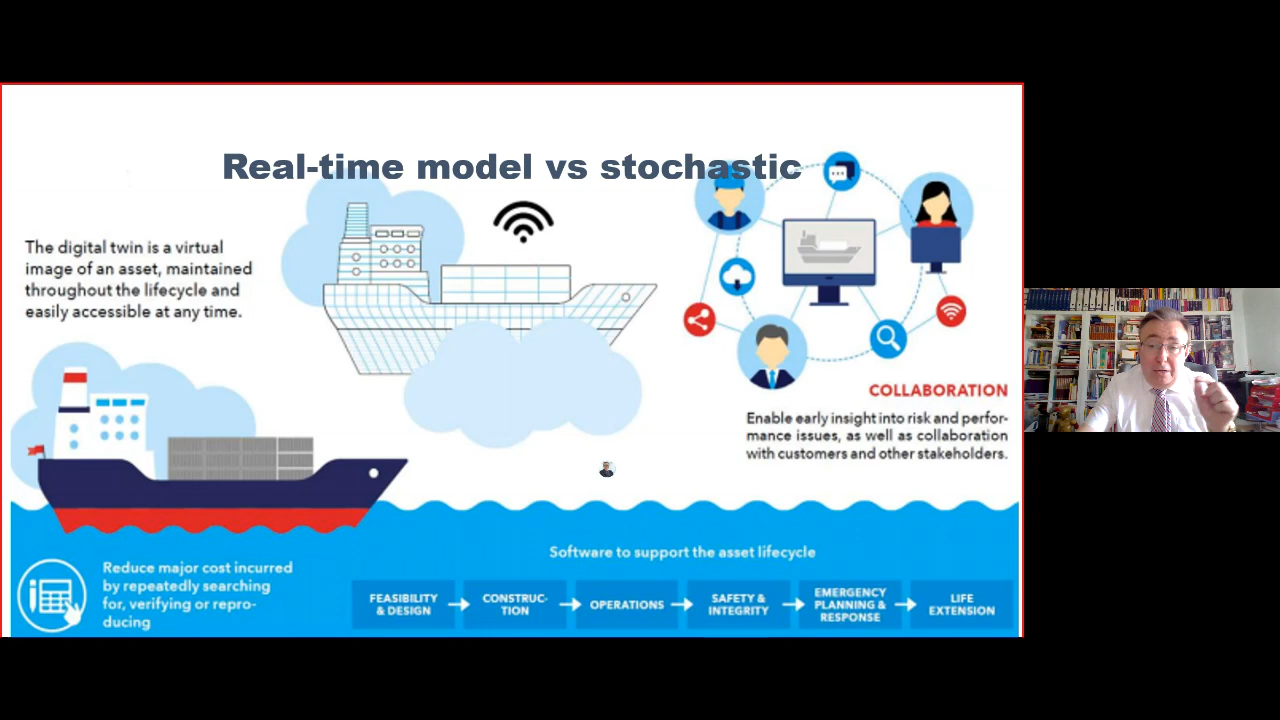 Real-time model vs stochastic
The digital twin is a virtual
image of an asset, maintained
throughout the lifecycle and
easily accessible at any time.
COLLABORATION
Enable early insight into risk and perfor-
mance issues, as well as collaboration
with customers and other stakeholders.
Reduce major cost incurred
by repeatedly searching
for, verifying or repro-
ducing
Software to support the asset lifecycle
FEASIBILITY
& DESIGN
CONSTRUC-
TION
OPERATIONS
SAFETY &
INTEGRITY
EMERGENCY
PLANNING &
RESPONSE
LIFE
EXTENSION